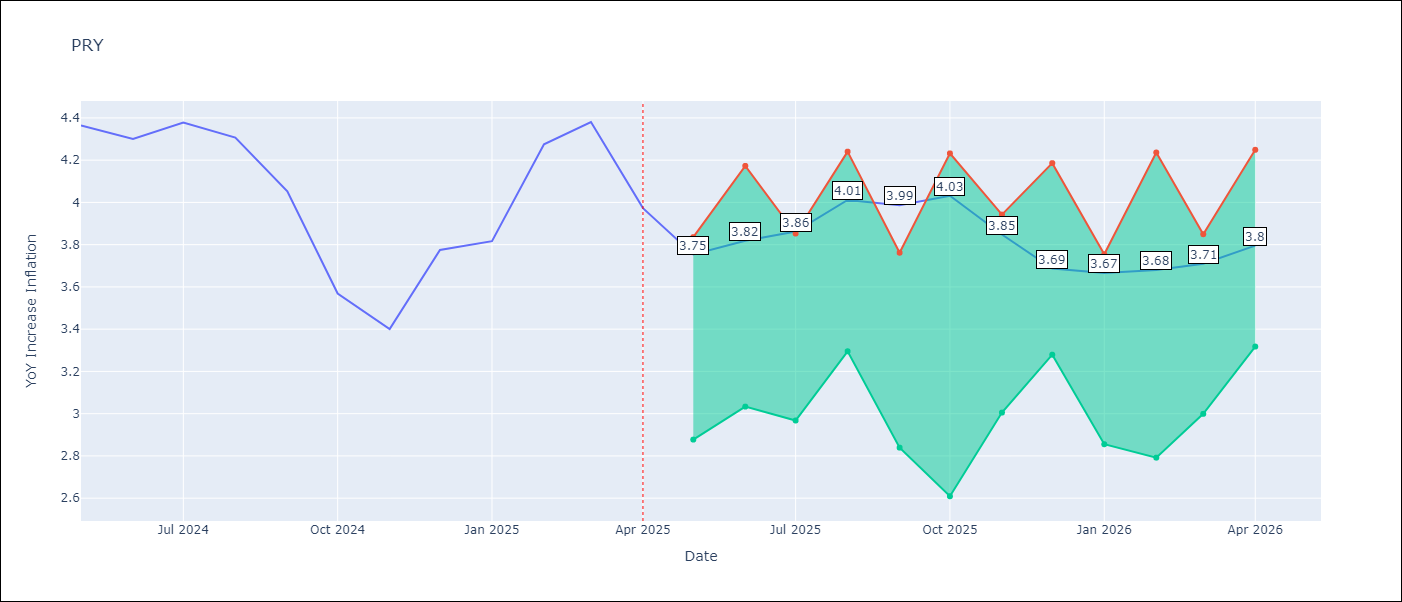 PRY
YoY Increase Inflation
4.4
4.2
4
3.8
3.6
3.4
3.2
3
2.8
2.6
3.75
3.82
3.86
4.01
3.99
4.03
3.85
3.69
3.67
3.68
3.71
3.8
Jul 2024
Oct 2024
Jan 2025
Apr 2025
Jul 2025
Oct 2025
Jan 2026
Apr 2026
Date